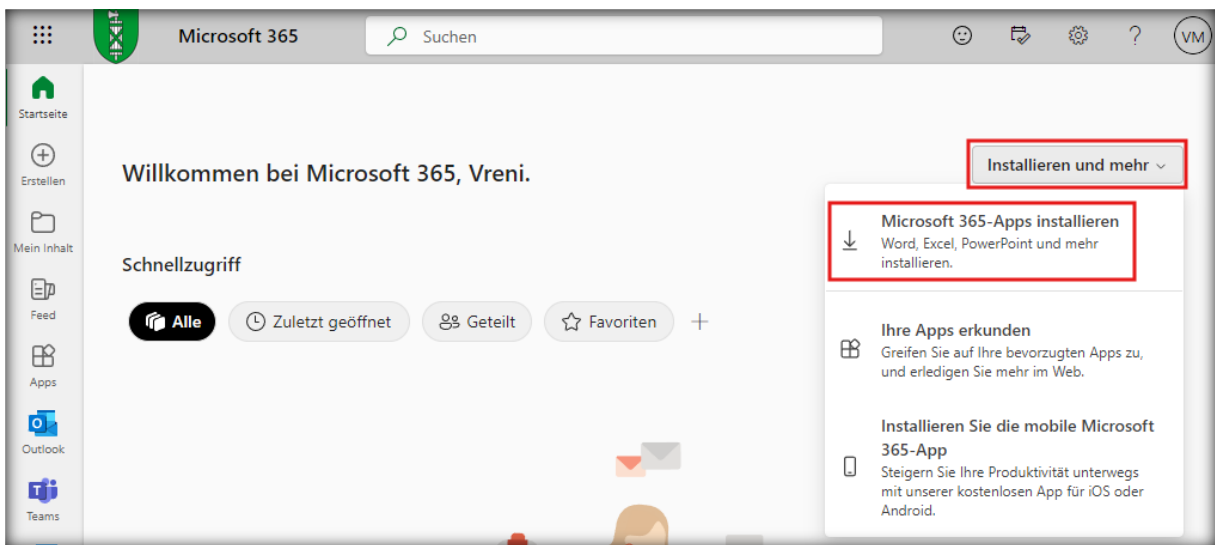 Microsoft 365
Suchen
VM
Startseite
Erstellen
Mein Inhalt
Feed
Apps
Outlook
Teams
Willkommen bei Microsoft 365, Vreni.
Installieren und mehr
Microsoft 365-Apps installieren
Word, Excel, PowerPoint und mehr
installieren.
Schnellzugriff
Alle
Zuletzt geöffnet
Geteilt
Favoriten
Ihre Apps erkunden
Greifen Sie auf Ihre bevorzugten Apps zu,
und erledigen Sie mehr im Web.
Installieren Sie die mobile Microsoft
365-App
Steigern Sie Ihre Produktivität unterwegs
mit unserer kostenlosen App für iOS oder
Android.